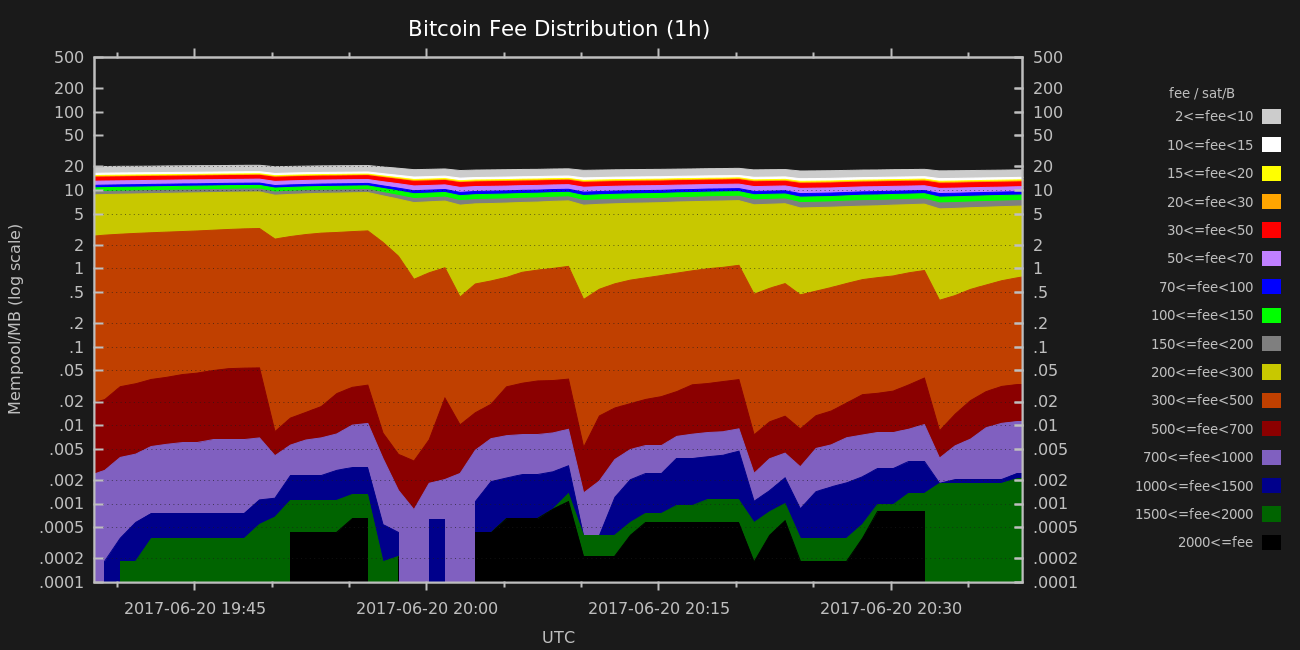 Bitcoin Fee Distribution (1h)
500
200
100
50
20
10
5
2
1
.5
.2
.1
.05
.02
.01
.005
.002
.001
.0005
.0002
.0001
Mempool/MB (log scale)
500
200
100
50
20
10
5
2
1
.5
.2
.1
.05
.02
.01
.005
.002
.001
.0005
.0002
.0001
2017-06-20 19:45
2017-06-20 20:00
2017-06-20 20:15
2017-06-20 20:30
UTC
fee / sat/B
2<=fee<10
10<=fee<15
15<=fee<20
20<=fee<30
30<=fee<50
50<=fee<70
70<=fee<100
100<=fee<150
150<=fee<200
200<=fee<300
300<=fee<500
500<=fee<700
700<=fee<1000
1000<=fee<1500
1500<=fee<2000
2000<=fee